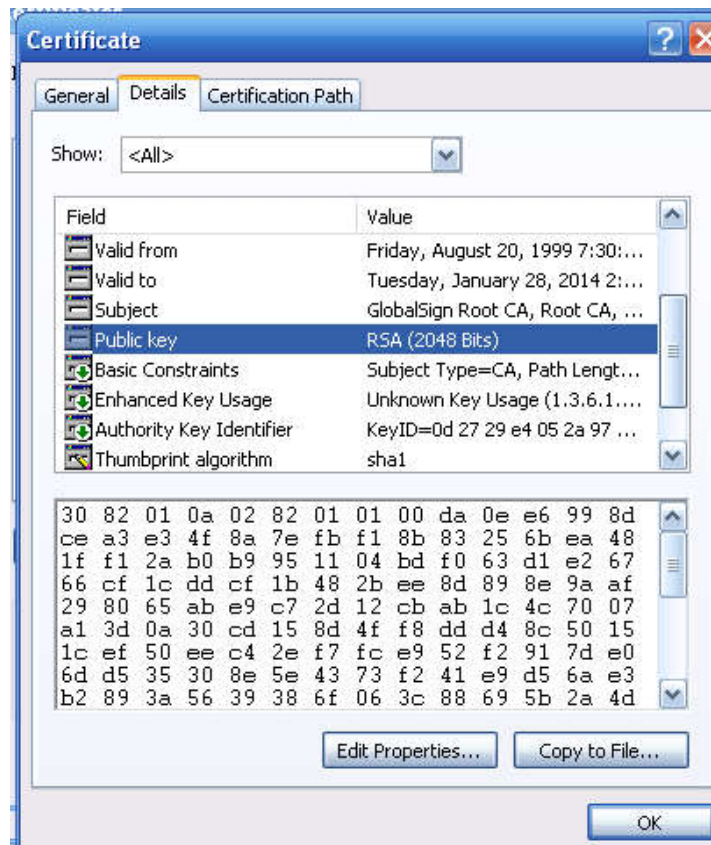 Certificate
General Details Certification Path
Show: <All>
Field Value
Valid from Friday, August 20, 1999 7:30:...
Valid to Tuesday, January 28, 2014 2:...
Subject GlobalSign Root CA, Root CA, ...
Public key RSA (2048 Bits)
Basic Constraints Subject Type=CA, Path Lengt...
Enhanced Key Usage Unknown Key Usage (1.3.6.1....
Authority Key Identifier KeyID=0d 27 29 e4 05 2a 97 ...
Thumbprint algorithm sha1
30 82 01 0a 02 82 01 01 00 da 0e e6 99 8d
ce a3 e3 4f 8a 7e fb f1 8b 83 25 6b ea 48
1f f1 2a b0 b9 95 11 04 bd f0 63 d1 e2 67
66 cf 1c dd cf 1b 48 2b ee 8d 89 8e 9a af
29 80 65 ab e9 c7 2d 12 cb ab 1c 4c 70 07
a1 3d 0a 30 cd 15 8d 4f f8 dd d4 8c 50 15
1c ef 50 ee c4 2e f7 fc e9 52 f2 91 7d e0
6d d5 35 30 8e 5e 43 73 f2 41 e9 d5 6a e3
b2 89 3a 56 39 38 6f 06 3c 88 69 5b 2a 4d
Edit Properties... Copy to File...
OK